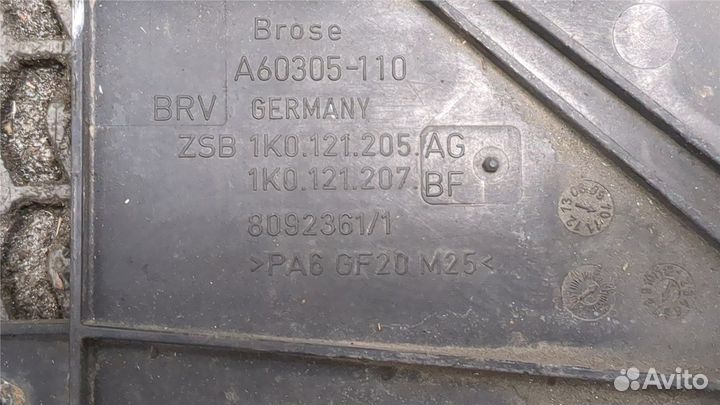 Brose
A60305-110
BRV GERMANY
ZSB 1K0.121.205. AG
1K0.121.207. BF
8092361/1
>PA6 GF20 M25<
Avito